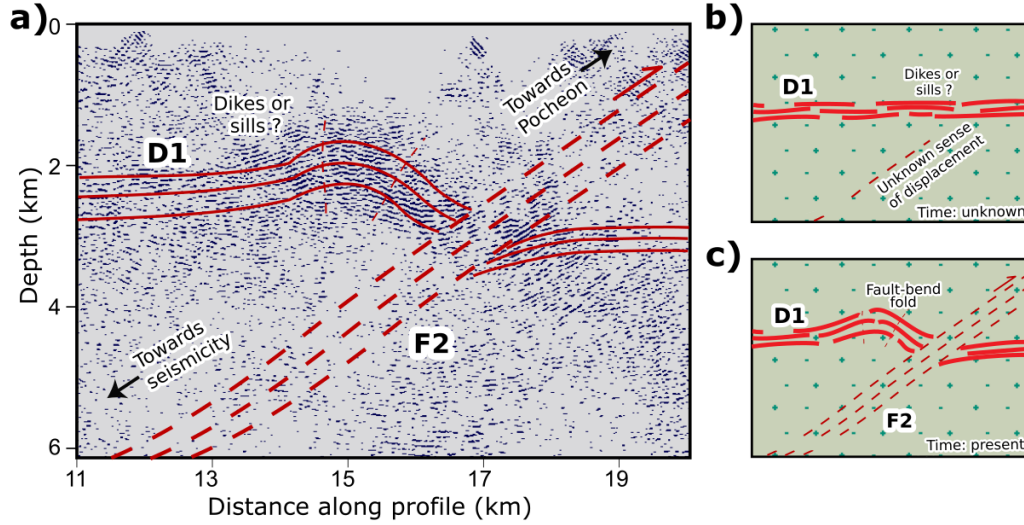 a)
0
2
4
6
Depth (km)
11
13
15
17
19
Distance along profile (km)
D1
Dikes or
sills ?
Towards
Pocheon
Towards
seismicity
F2
b)
D1
Dikes or
sills ?
Unknown sense
of displacement
Time: unknown
c)
D1
Fault-bend
fold
F2
Time: present